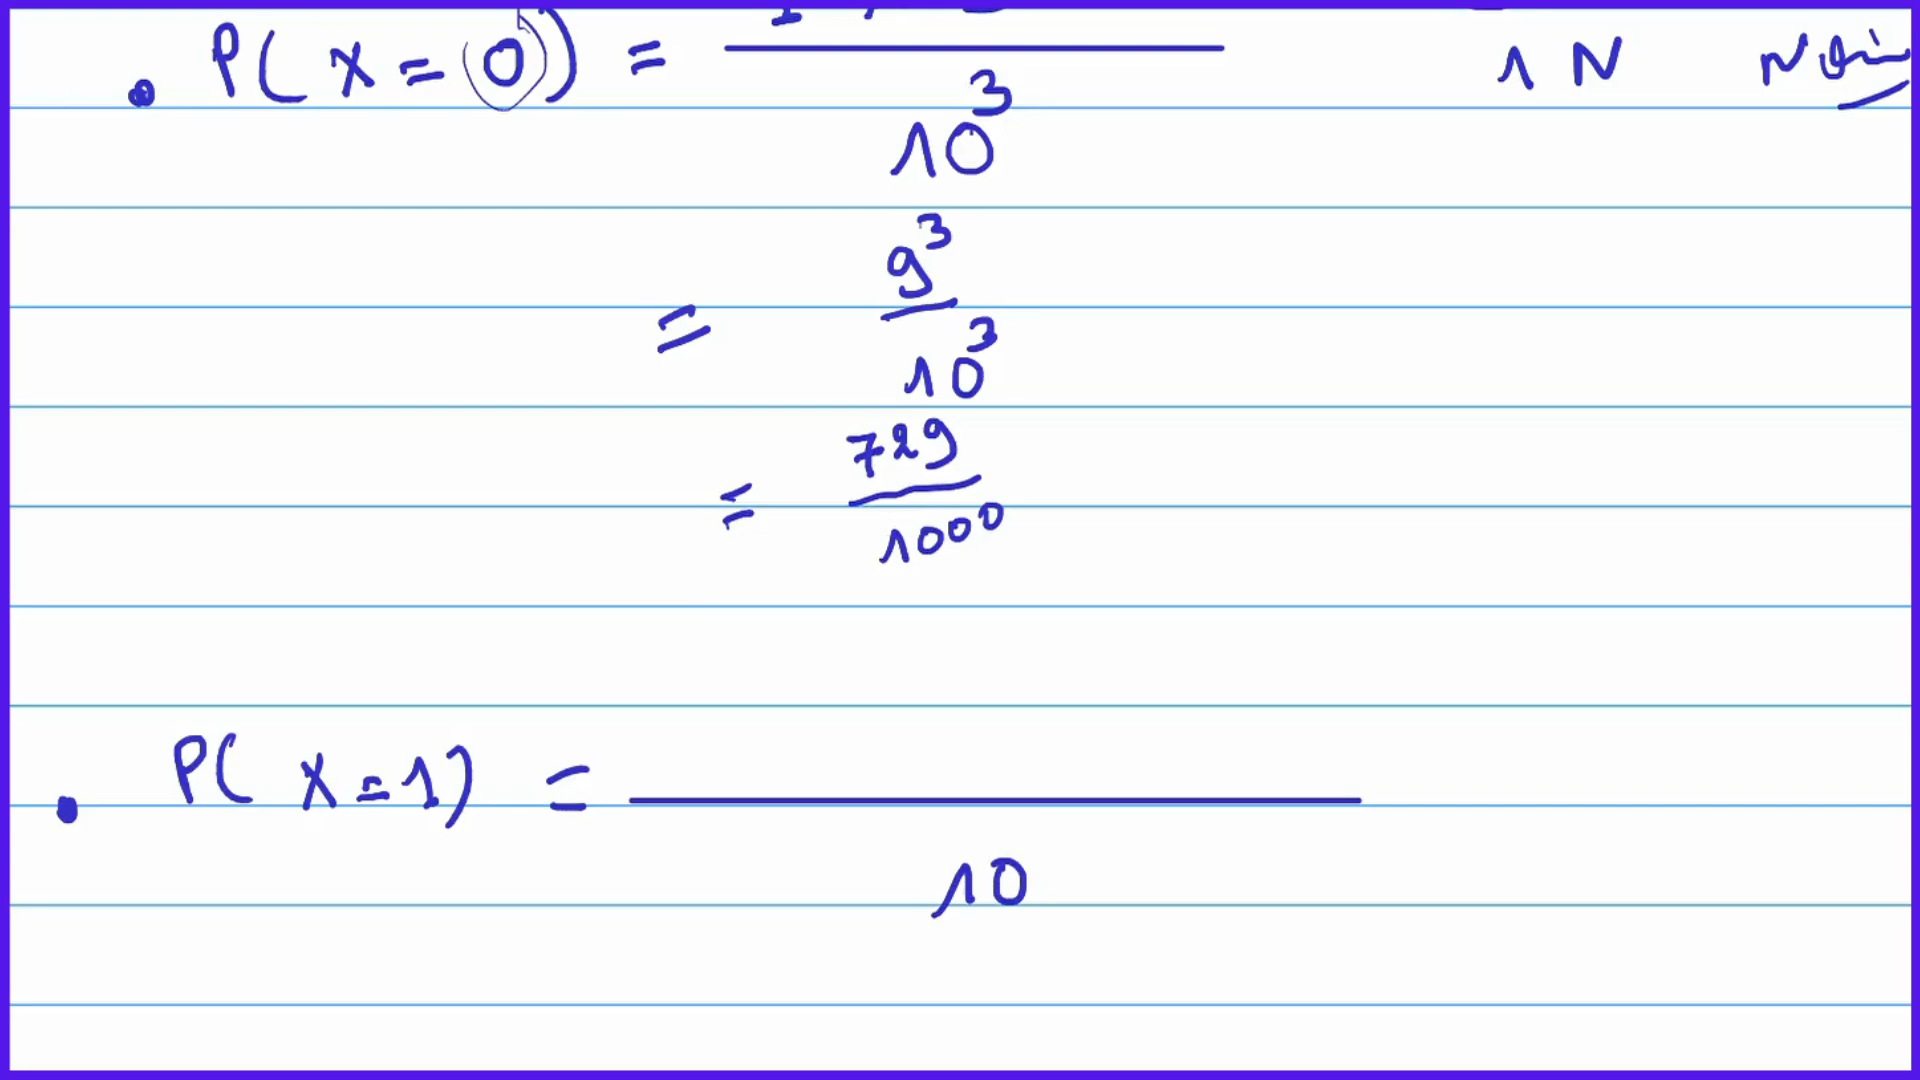 • P(X=0) = ――― 1 N
10³
= 9³/10³
= 729/1000
• P(X=1) = ―――
10